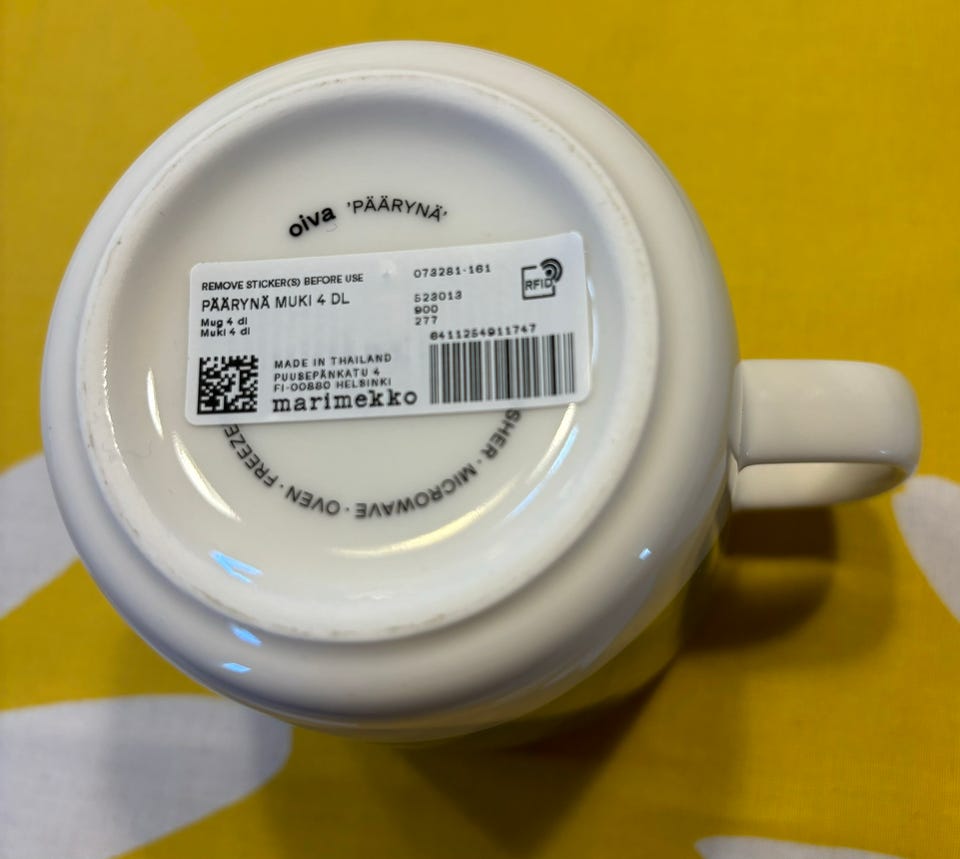 oiva 'PÄÄRYNÄ'
REMOVE STICKER(S) BEFORE USE
PÄÄRYNÄ MUKI 4 DL
Mug 4 dl
Muki 4 dl
073281-161
523013
900
277
RFID
6411254911747
MADE IN THAILAND
PUUSEPÄNKATU 4
FI-00880 HELSINKI
marimekko
SHER · MICROWAVE · OVEN · FREEZE